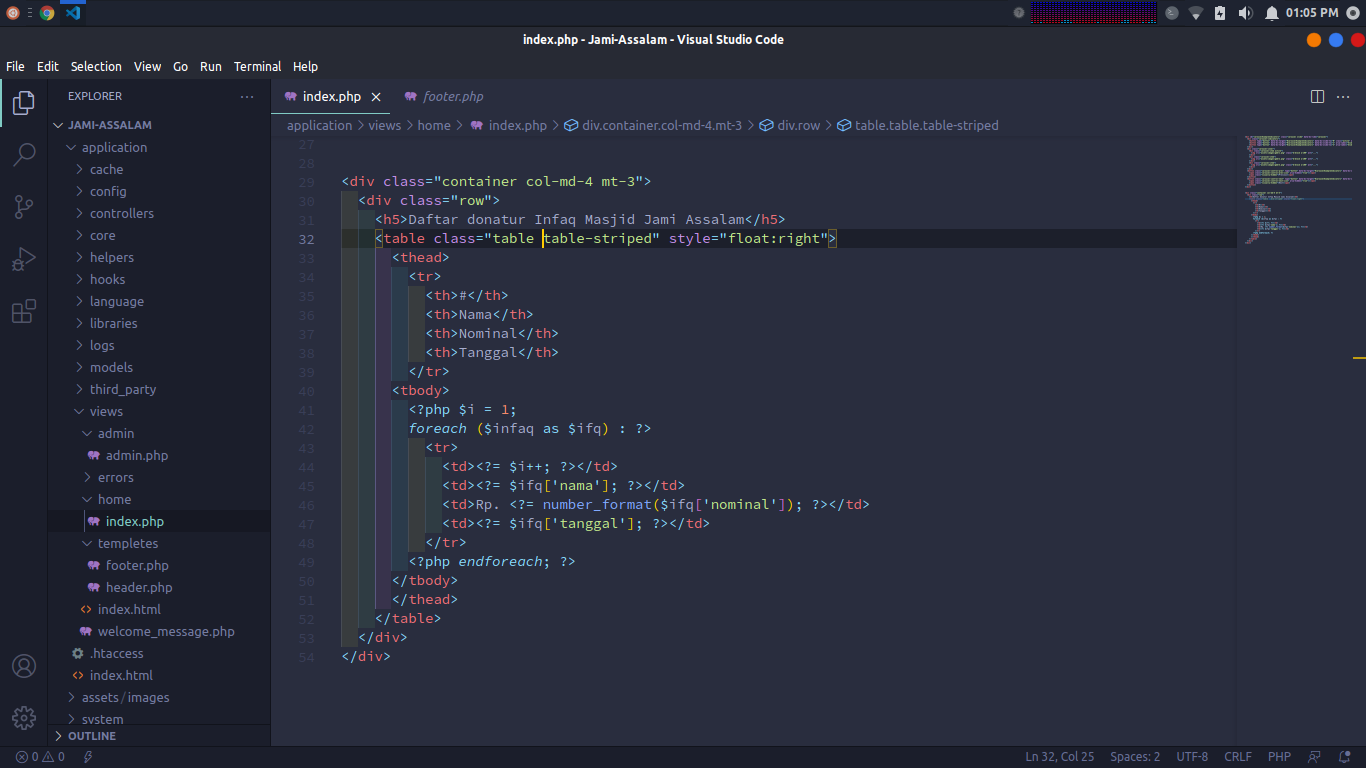 01:05 PM
index.php - Jami-Assalam - Visual Studio Code
File Edit Selection View Go Run Terminal Help
EXPLORER
JAMI-ASSALAM
application
cache
config
controllers
core
helpers
hooks
language
libraries
logs
models
third_party
views
admin
admin.php
errors
home
index.php
templetes
footer.php
header.php
index.html
welcome_message.php
.htaccess
index.html
assets/images
system
OUTLINE
index.php footer.php
application > views > home > index.php > div.container.col-md-4.mt-3 > div.row > table.table.table-striped
27
28
29 <div class="container col-md-4 mt-3">
30 <div class="row">
31 <h5>Daftar donatur Infaq Masjid Jami Assalam</h5>
32 <table class="table table-striped" style="float:right">
33 <thead>
34 <tr>
35 <th>#</th>
36 <th>Nama</th>
37 <th>Nominal</th>
38 <th>Tanggal</th>
39 </tr>
40 <tbody>
41 <?php $i = 1;
42 foreach ($infaq as $ifq) : ?>
43 <tr>
44 <td><?= $i++; ?></td>
45 <td><?= $ifq['nama']; ?></td>
46 <td>Rp. <?= number_format($ifq['nominal']); ?></td>
47 <td><?= $ifq['tanggal']; ?></td>
48 </tr>
49 <?php endforeach; ?>
50 </tbody>
51 </thead>
52 </table>
53 </div>
54 </div>
0 0 Ln 32, Col 25 Spaces: 2 UTF-8 CRLF PHP